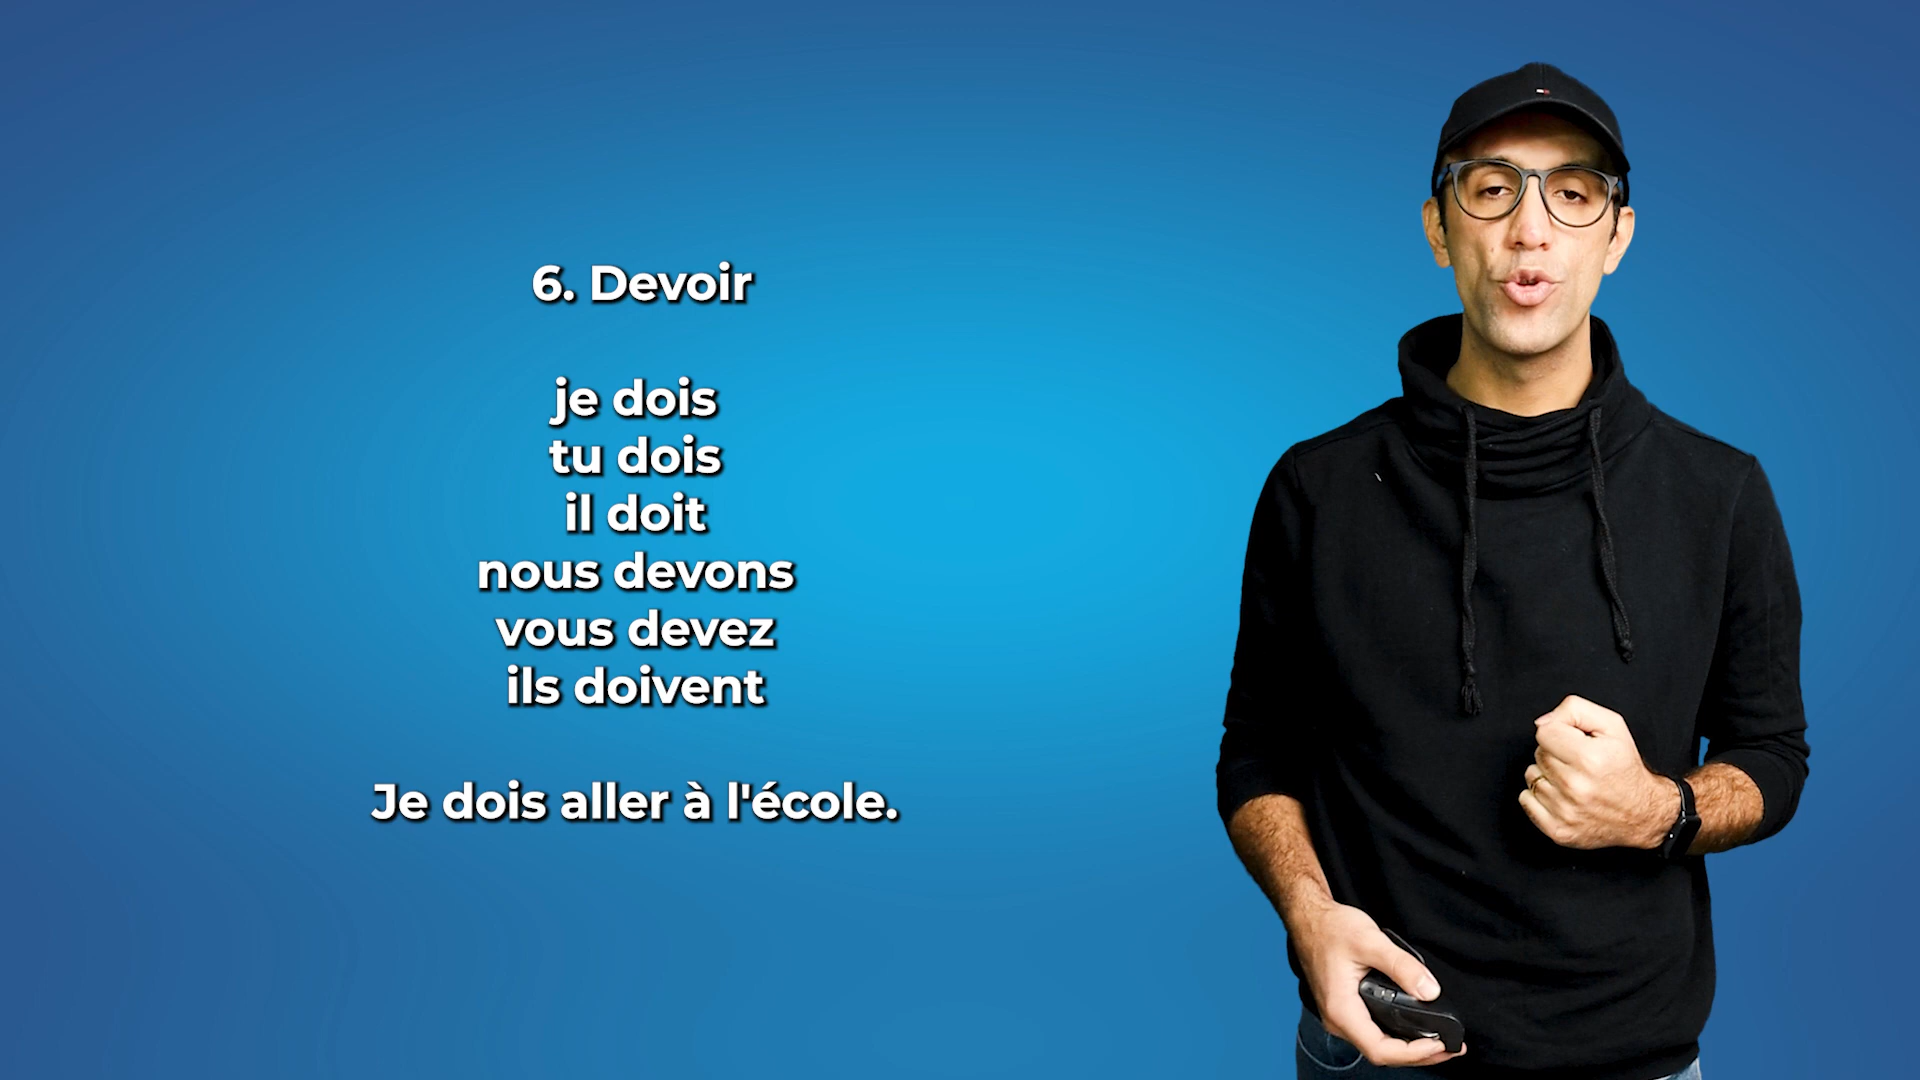 6. Devoir
je dois
tu dois
il doit
nous devons
vous devez
ils doivent
Je dois aller à l'école.